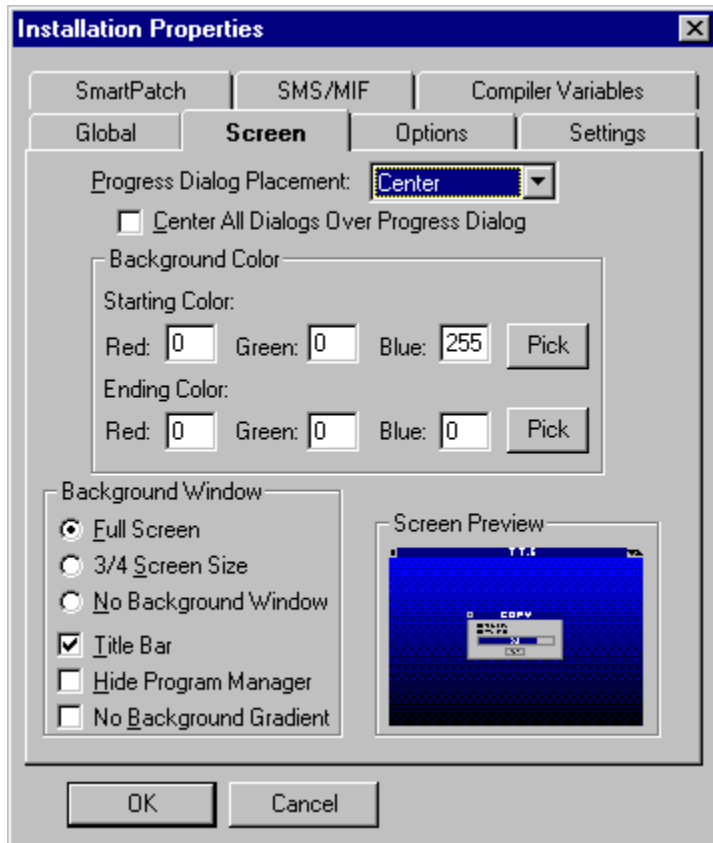 Installation Properties
SmartPatch SMS/MIF Compiler Variables
Global Screen Options Settings
Progress Dialog Placement: Center
Center All Dialogs Over Progress Dialog
Background Color
Starting Color:
Red: 0 Green: 0 Blue: 255 Pick
Ending Color:
Red: 0 Green: 0 Blue: 0 Pick
Background Window
Full Screen
3/4 Screen Size
No Background Window
Title Bar
Hide Program Manager
No Background Gradient
Screen Preview
COPY
OK Cancel